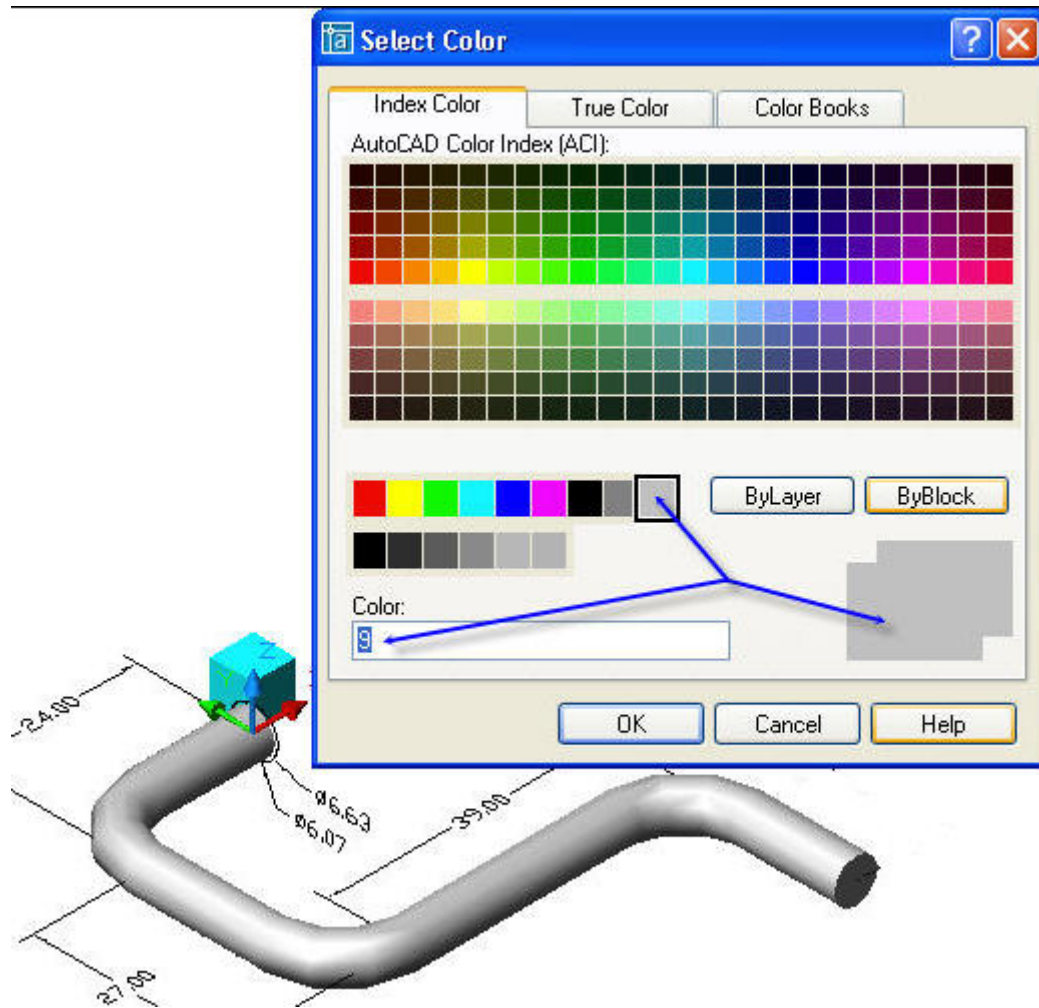 Select Color
Index Color
True Color
Color Books
AutoCAD Color Index (ACI):
ByLayer
ByBlock
Color:
9
OK
Cancel
Help
Z
Y
24.00
ø6.63
ø6.07
39.00
27.00